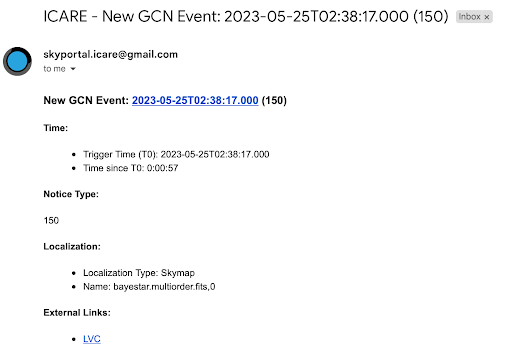 ICARE - New GCN Event: 2023-05-25T02:38:17.000 (150) Inbox ×
skyportal.icare@gmail.com
to me
New GCN Event: 2023-05-25T02:38:17.000 (150)
Time:
• Trigger Time (T0): 2023-05-25T02:38:17.000
• Time since T0: 0:00:57
Notice Type:
150
Localization:
• Localization Type: Skymap
• Name: bayestar.multiorder.fits,0
External Links:
• LVC